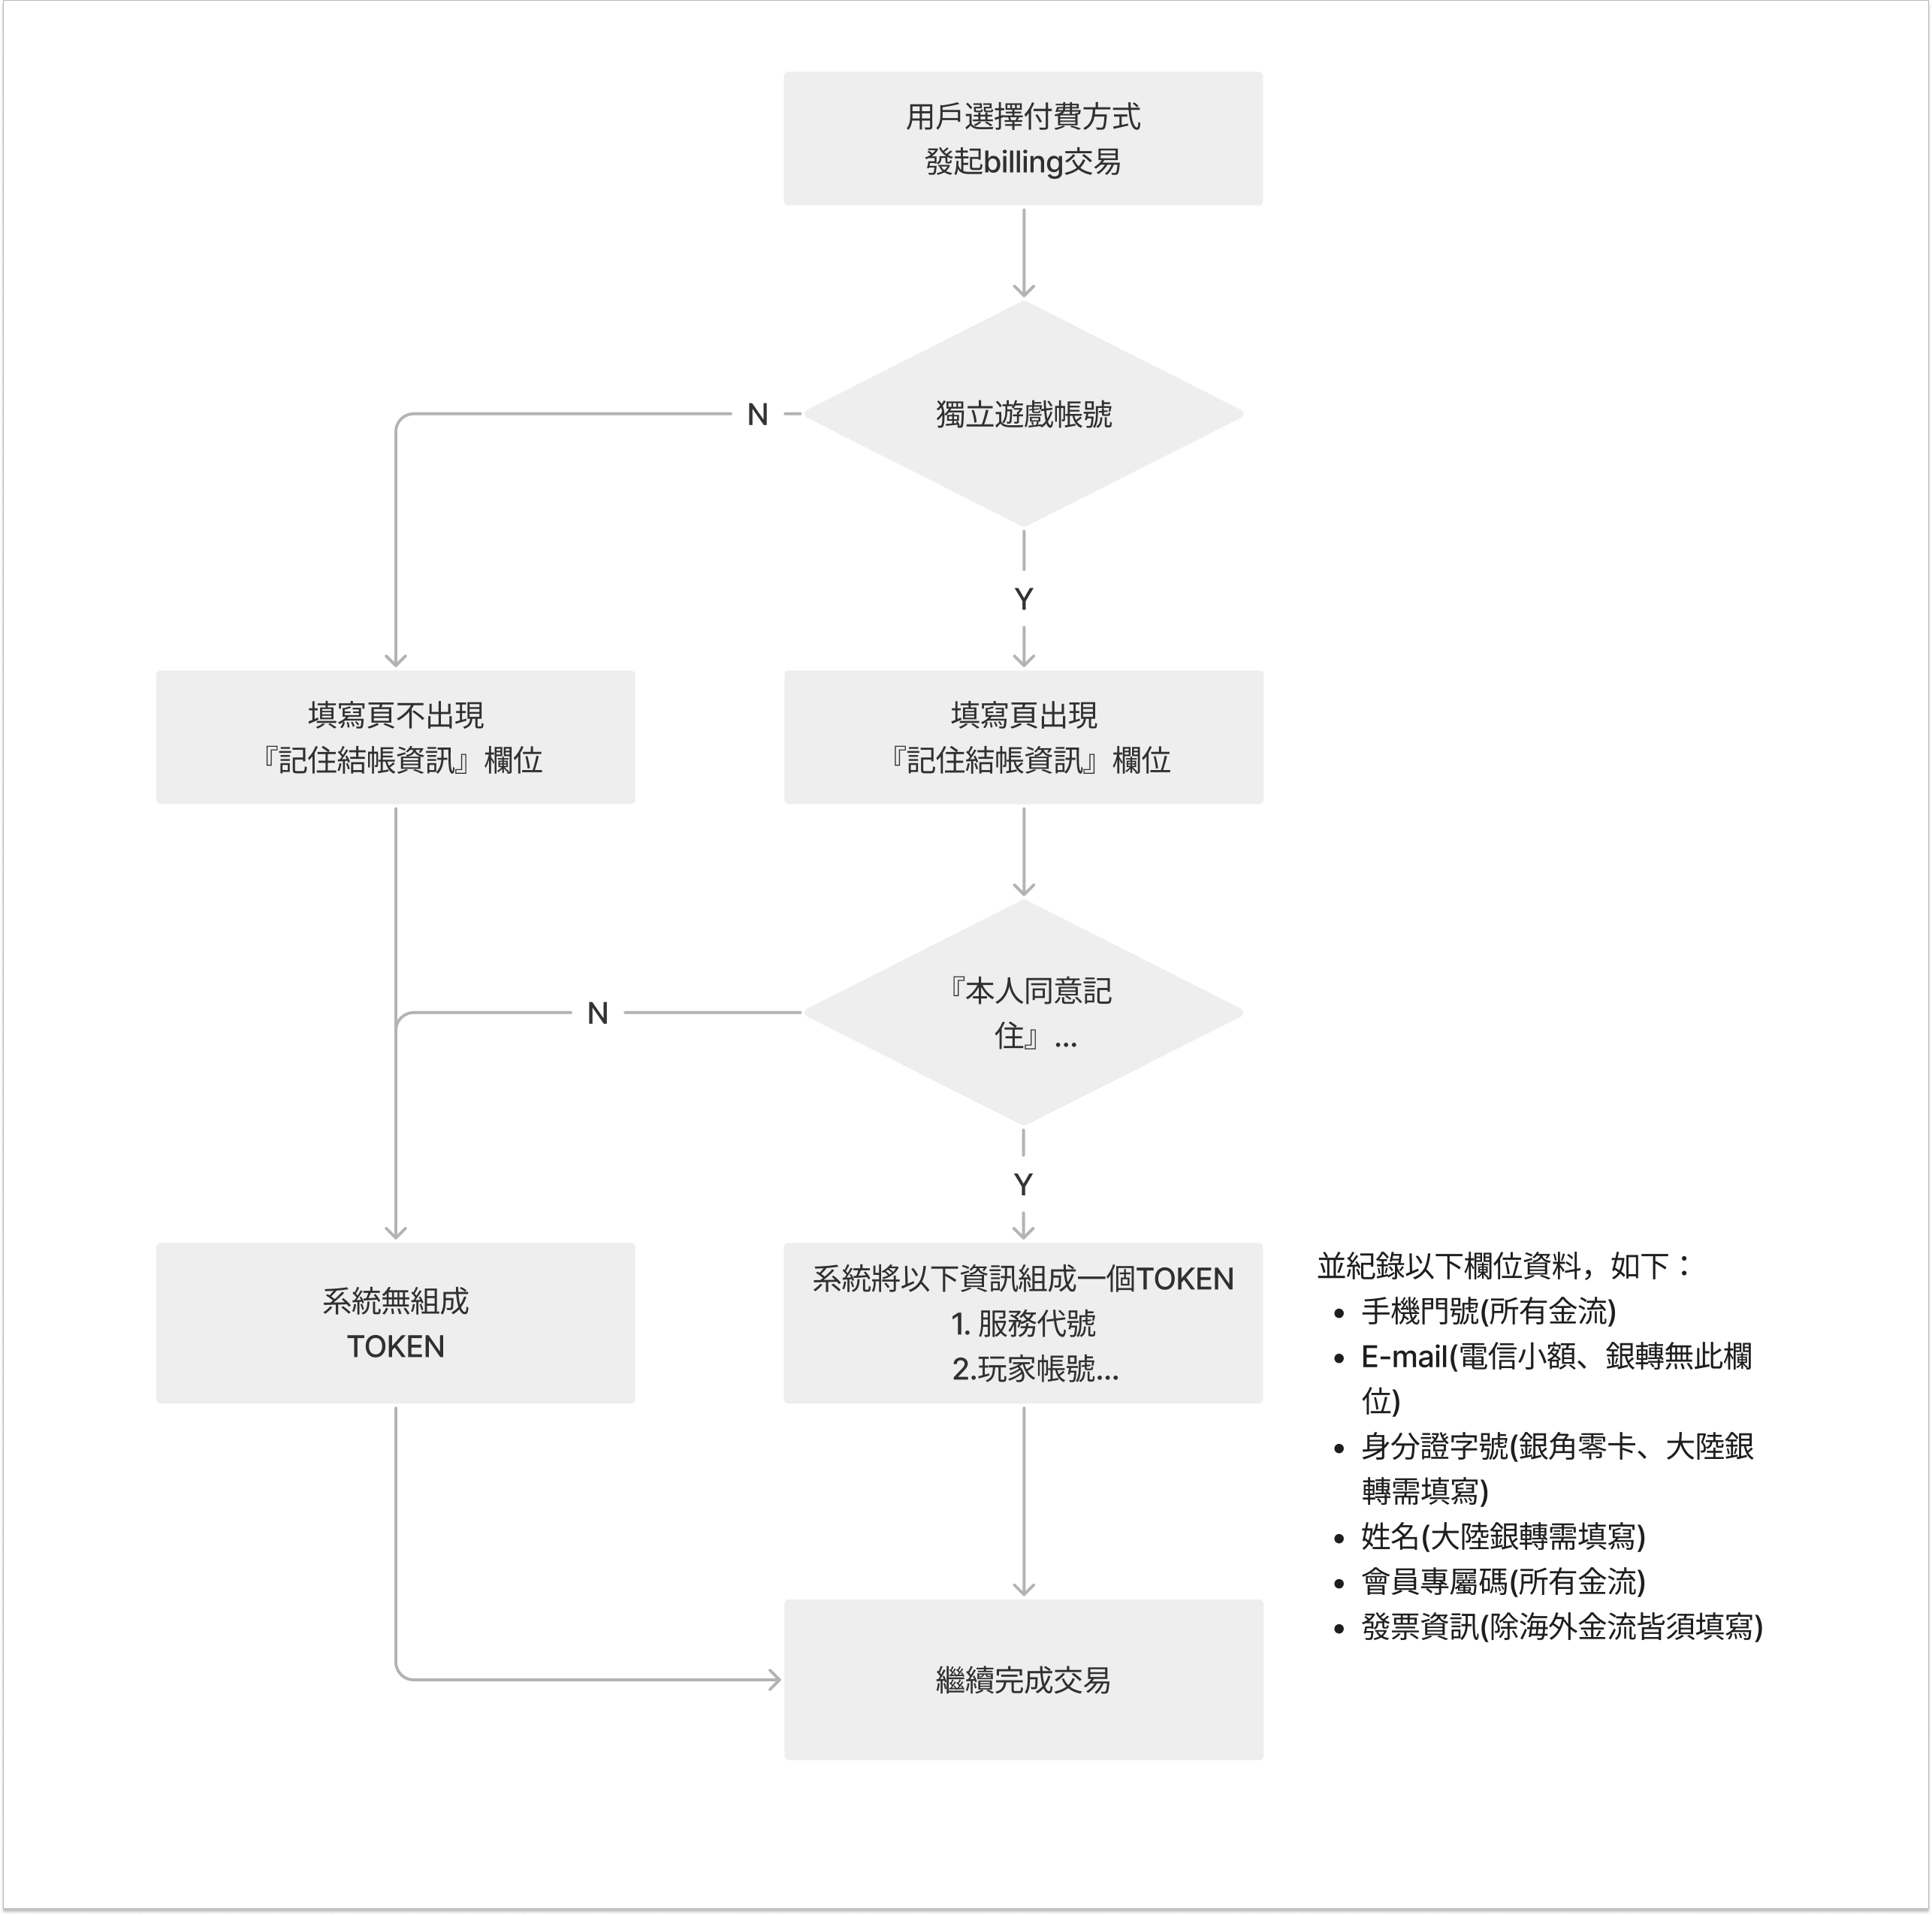 用戶選擇付費方式
發起billing交易
獨立遊戲帳號
N
Y
填寫頁不出現
『記住結帳資訊』欄位
填寫頁出現
『記住結帳資訊』欄位
『本人同意記
住』...
N
Y
系統無組成
TOKEN
系統將以下資訊組成一個TOKEN
1. 服務代號
2.玩家帳號...
並紀錄以下欄位資料，如下：
• 手機門號(所有金流)
• E-mail(電信小額、銀轉無此欄
位)
• 身分證字號(銀角零卡、大陸銀
轉需填寫)
• 姓名(大陸銀轉需填寫)
• 會員專屬碼(所有金流)
• 發票資訊(除海外金流皆須填寫)
繼續完成交易